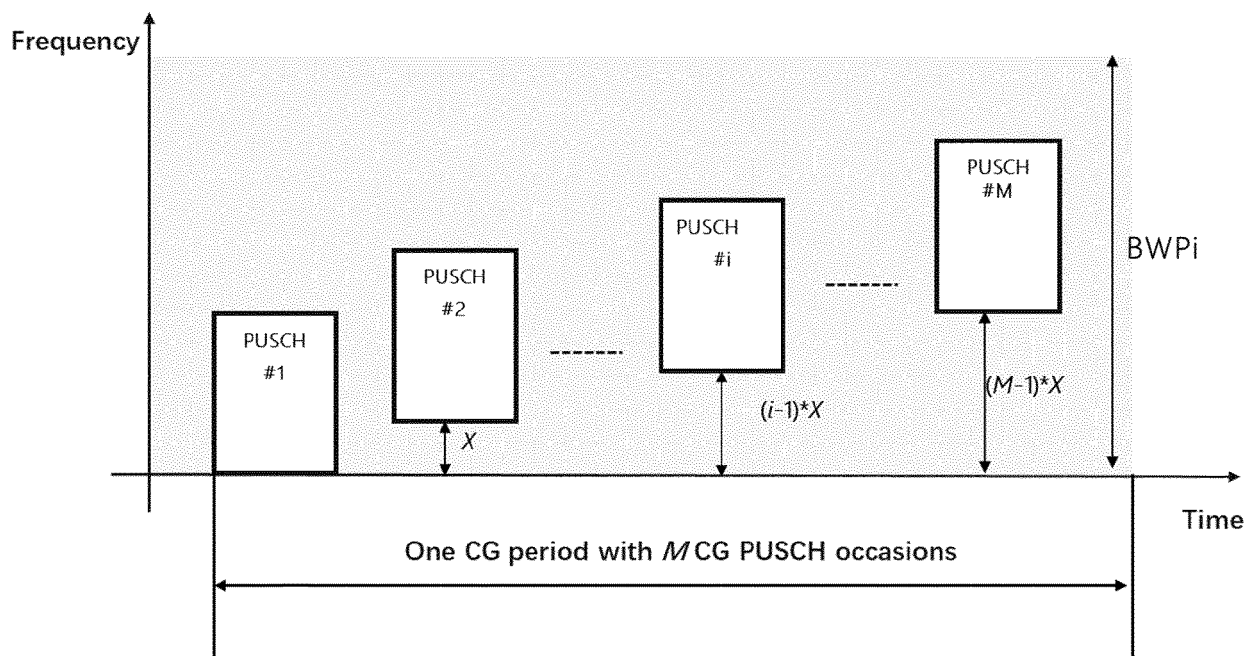 Frequency
PUSCH
#M
PUSCH
#i
BWPi
PUSCH
#2
PUSCH
#1
X
(i-1)*X
(M-1)*X
Time
One CG period with M CG PUSCH occasions